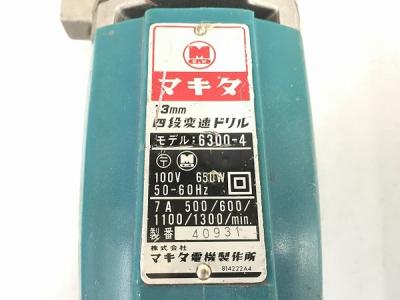 M
マキタ
13mm
四段変速ドリル
モデル:6300-4
〒 M
100V 650W
50-60Hz
7A 500/600/
1100/1300/min.
製番 40931
株式会社
マキタ電機製作所
814222A4